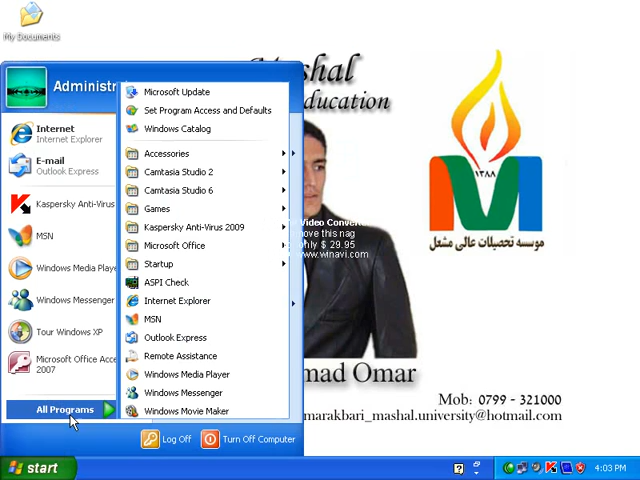 My Documents
Mashal
ducation
١٣٨٨
موسسه تحصیلات عالی مشعل
mad Omar
Mob: 0799 - 321000
marakbari_mashal.university@hotmail.com
Video Conver
move this nag
nly $ 29.95
www.winavi.com
Administr
Internet
Internet Explorer
E-mail
Outlook Express
Kaspersky Anti-Virus
MSN
Windows Media Playe
Windows Messenger
Tour Windows XP
Microsoft Office Acce
2007
All Programs
Microsoft Update
Set Program Access and Defaults
Windows Catalog
Accessories
Camtasia Studio 2
Camtasia Studio 6
Games
Kaspersky Anti-Virus 2009
Microsoft Office
Startup
ASPI Check
Internet Explorer
MSN
Outlook Express
Remote Assistance
Windows Media Player
Windows Messenger
Windows Movie Maker
Log Off
Turn Off Computer
start
4:03 PM